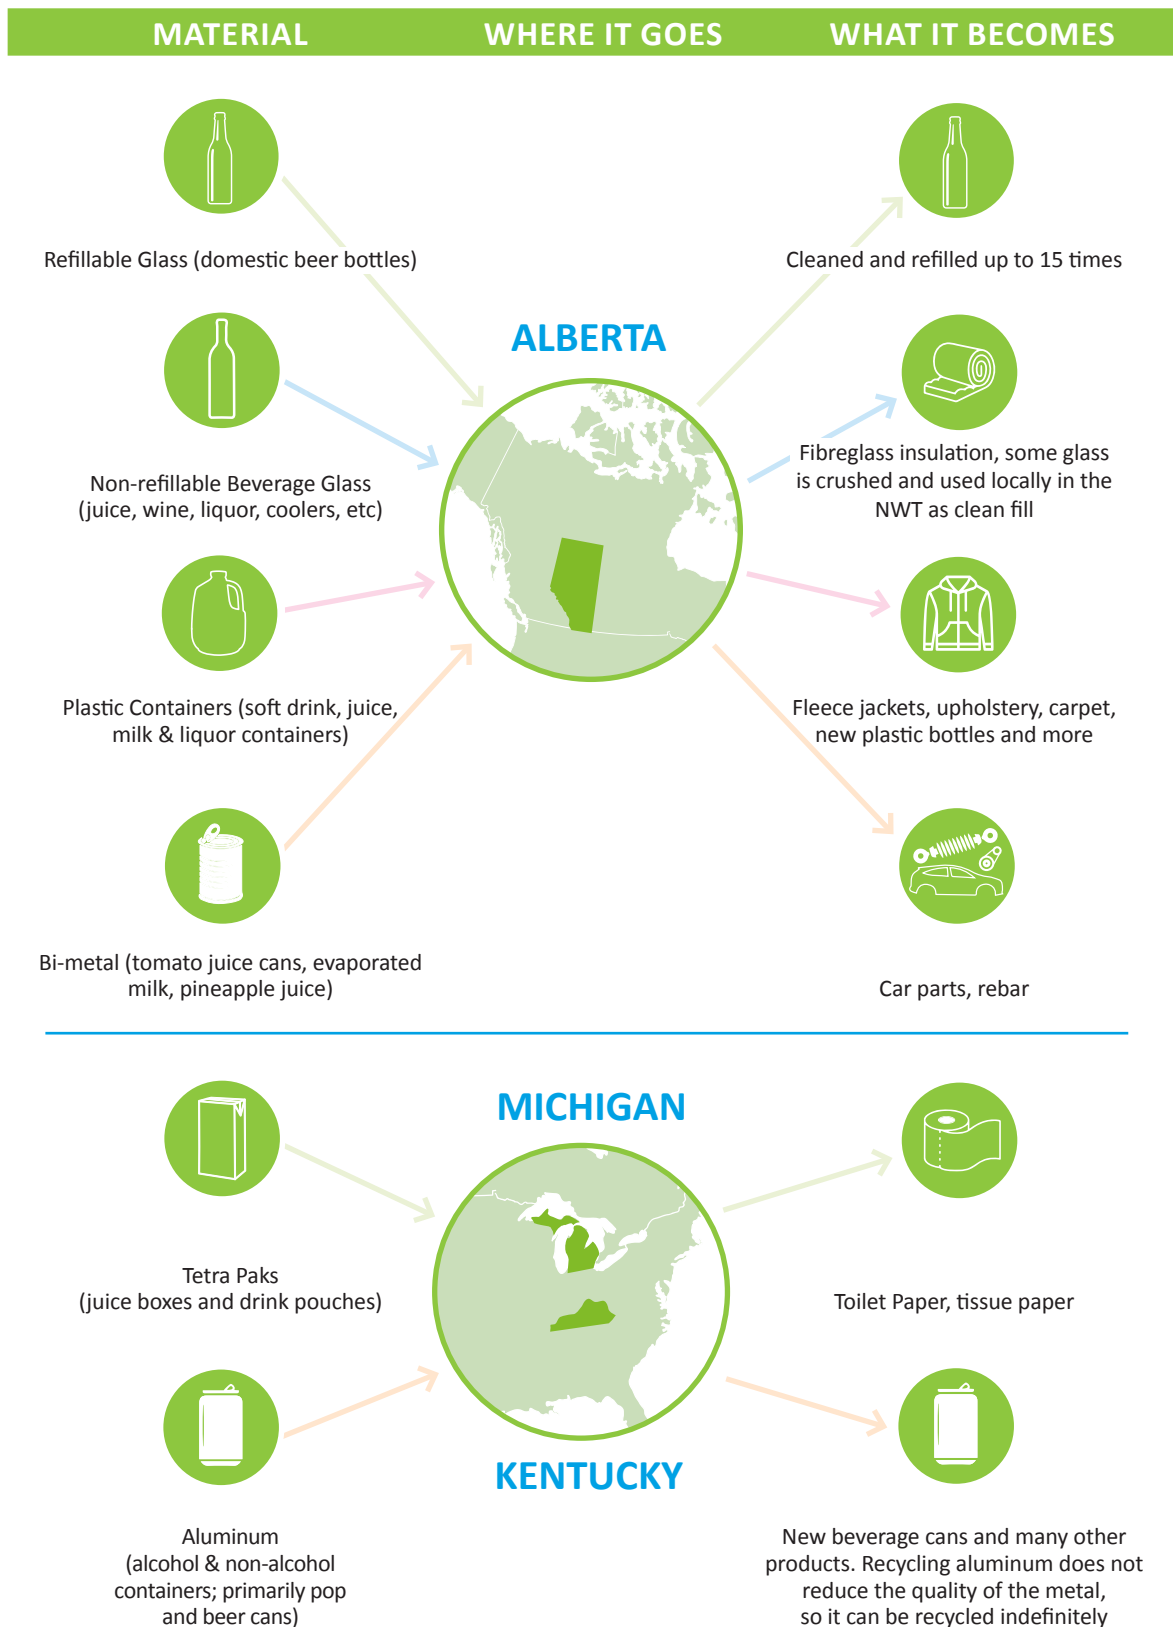 MATERIAL
WHERE IT GOES
WHAT IT BECOMES
Refillable Glass (domestic beer bottles)
Cleaned and refilled up to 15 times
ALBERTA
Non-refillable Beverage Glass
(juice, wine, liquor, coolers, etc)
Fibreglass insulation, some glass
is crushed and used locally in the
NWT as clean fill
Plastic Containers (soft drink, juice,
milk & liquor containers)
Fleece jackets, upholstery, carpet,
new plastic bottles and more
Bi-metal (tomato juice cans, evaporated
milk, pineapple juice)
Car parts, rebar
MICHIGAN
Tetra Paks
(juice boxes and drink pouches)
Toilet Paper, tissue paper
KENTUCKY
Aluminum
(alcohol & non-alcohol
containers; primarily pop
and beer cans)
New beverage cans and many other
products. Recycling aluminum does not
reduce the quality of the metal,
so it can be recycled indefinitely